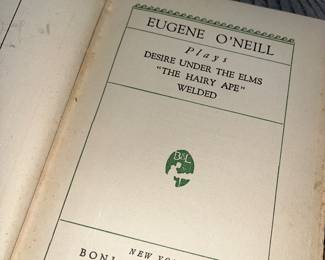 EUGENE O'NEILL
Plays
DESIRE UNDER THE ELMS
"THE HAIRY APE"
WELDED
B&L
NEW YO
BONI